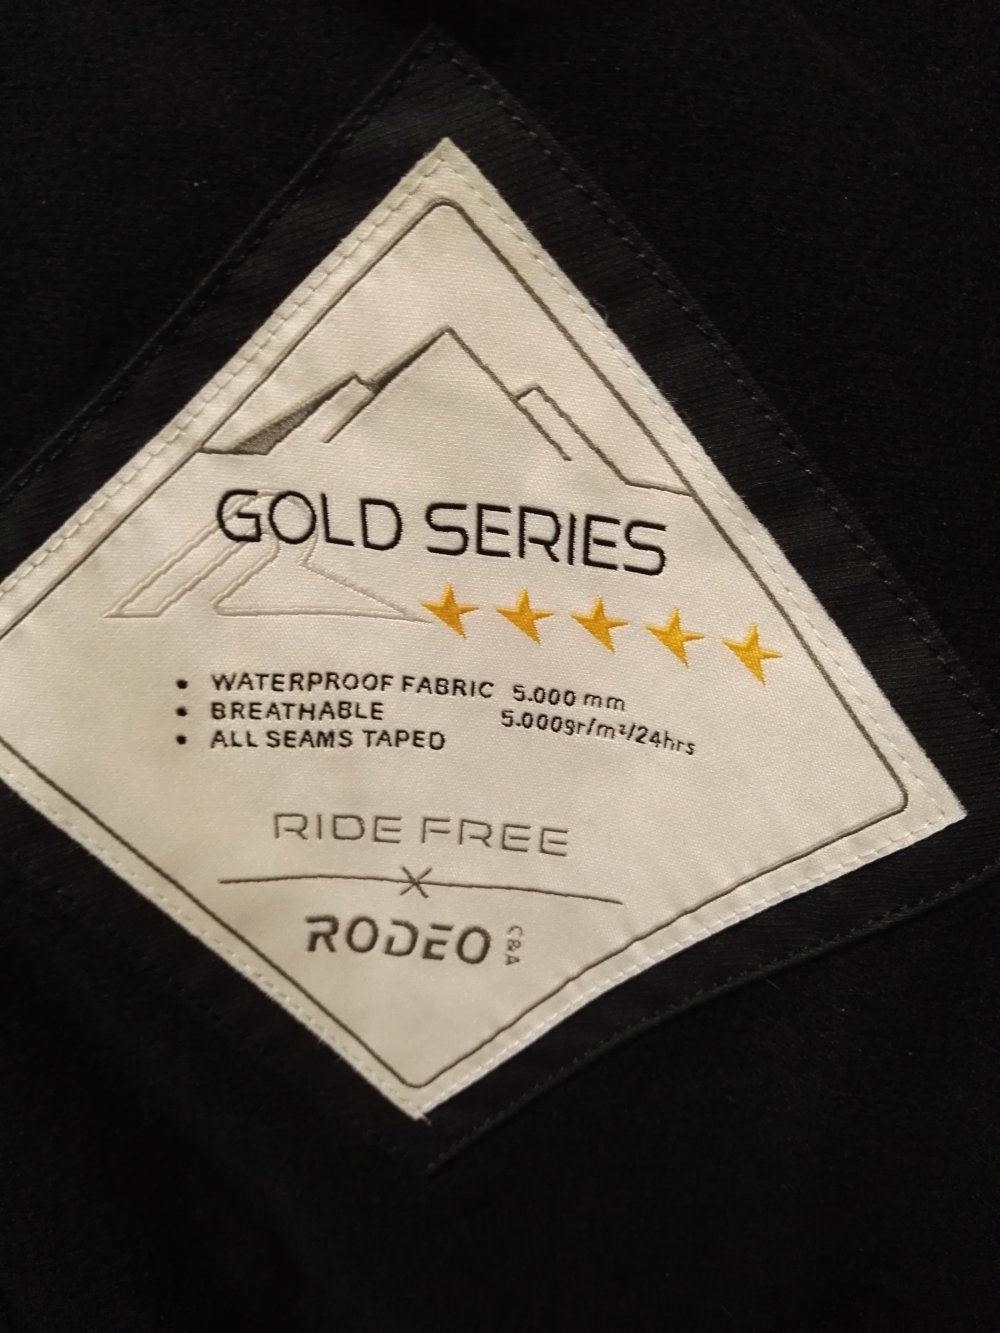 GOLD SERIES
• WATERPROOF FABRIC 5.000 mm
• BREATHABLE 5.000gr/m²/24hrs
• ALL SEAMS TAPED
RIDE FREE
X
RODEO C&A